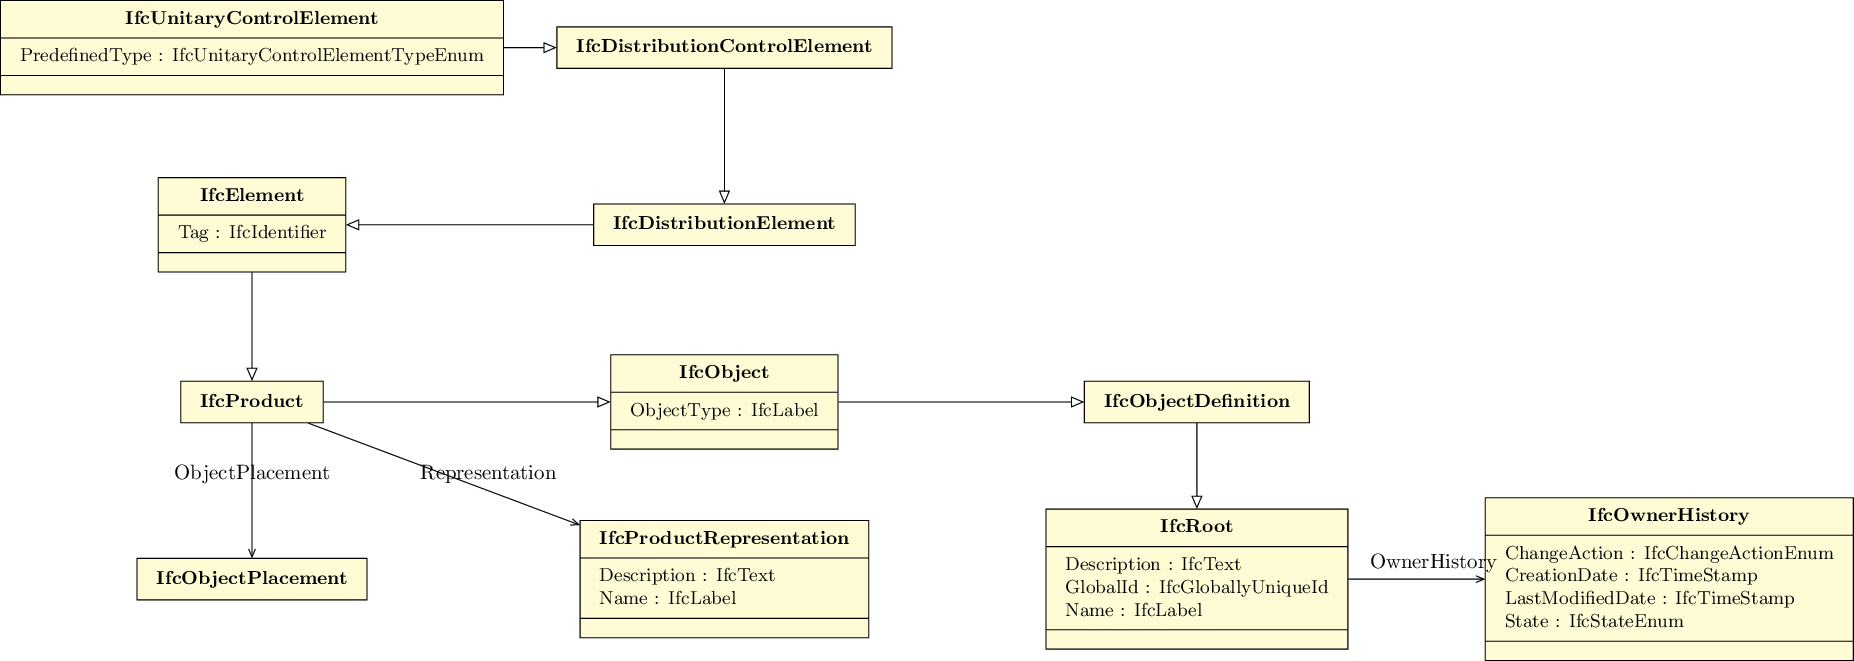 IfcUnitaryControlElement
PredefinedType : IfcUnitaryControlElementTypeEnum
IfcDistributionControlElement
IfcElement
Tag : IfcIdentifier
IfcDistributionElement
IfcProduct
IfcObject
ObjectType : IfcLabel
IfcObjectDefinition
ObjectPlacement
Representation
IfcObjectPlacement
IfcProductRepresentation
Description : IfcText
Name : IfcLabel
IfcRoot
Description : IfcText
GlobalId : IfcGloballyUniqueId
Name : IfcLabel
OwnerHistory
IfcOwnerHistory
ChangeAction : IfcChangeActionEnum
CreationDate : IfcTimeStamp
LastModifiedDate : IfcTimeStamp
State : IfcStateEnum